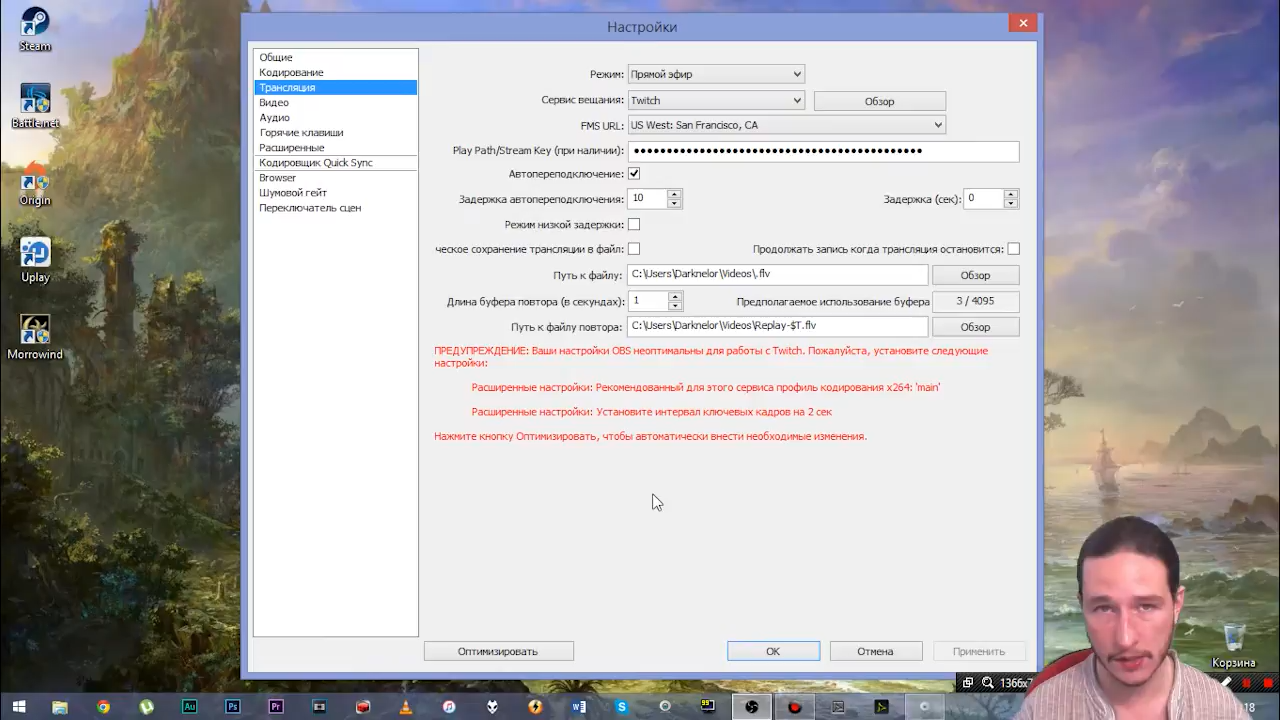 Настройки
Steam
Battle.net
Origin
Uplay
Morrowind
Общие
Кодирование
Трансляция
Видео
Аудио
Горячие клавиши
Расширенные
Кодировщик Quick Sync
Browser
Шумовой гейт
Переключатель сцен
Режим: Прямой эфир
Сервис вещания: Twitch Обзор
FMS URL: US West: San Francisco, CA
Play Path/Stream Key (при наличии): ●●●●●●●●●●●●●●●●●●●●●●●●●●●●●●●●●●●●●●●●●●●●
Автопереподключение:
Задержка автопереподключения: 10 Задержка (сек): 0
Режим низкой задержки:
ческое сохранение трансляции в файл: Продолжать запись когда трансляция остановится:
Путь к файлу: C:\Users\Darknelor\Videos\.flv Обзор
Длина буфера повтора (в секундах): 1 Предполагаемое использование буфера 3 / 4095
Путь к файлу повтора: C:\Users\Darknelor\Videos\Replay-$T.flv Обзор
ПРЕДУПРЕЖДЕНИЕ: Ваши настройки OBS неоптимальны для работы с Twitch. Пожалуйста, установите следующие
настройки:
Расширенные настройки: Рекомендованный для этого сервиса профиль кодирования x264: 'main'
Расширенные настройки: Установите интервал ключевых кадров на 2 сек
Нажмите кнопку Оптимизировать, чтобы автоматически внести необходимые изменения.
Оптимизировать OK Отмена Применить
Корзина
1366x7
Au Ps Pr W S 99 18